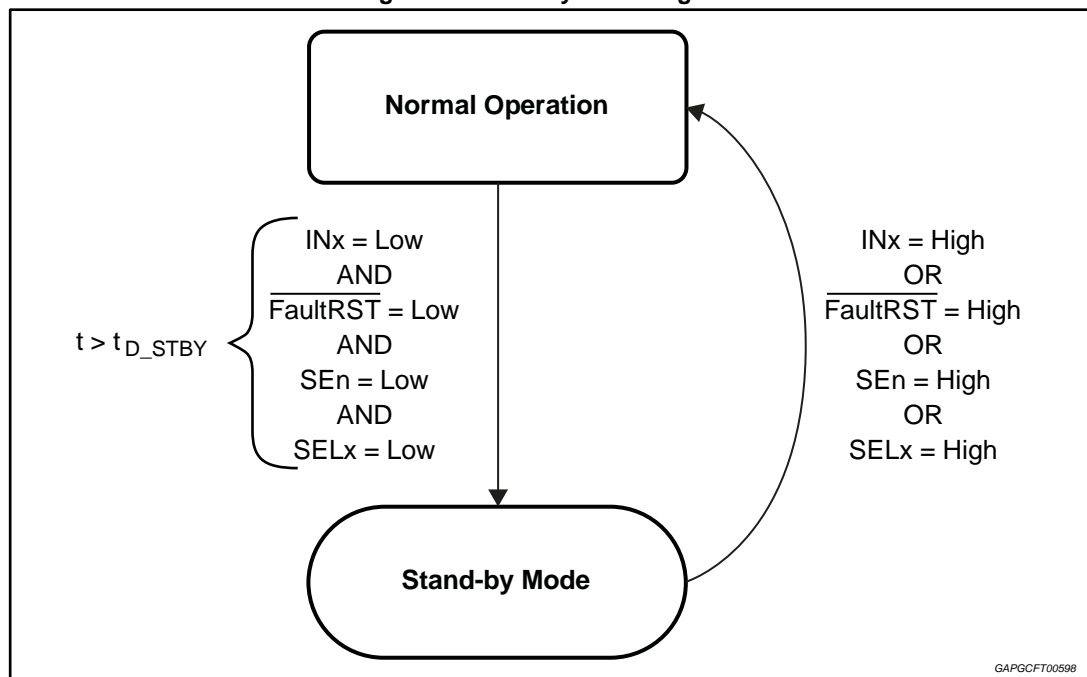 Normal Operation
t > tD_STBY
INx = Low
AND
FaultRST = Low
AND
SEn = Low
AND
SELx = Low
INx = High
OR
FaultRST = High
OR
SEn = High
OR
SELx = High
Stand-by Mode
GAPGCFT00598